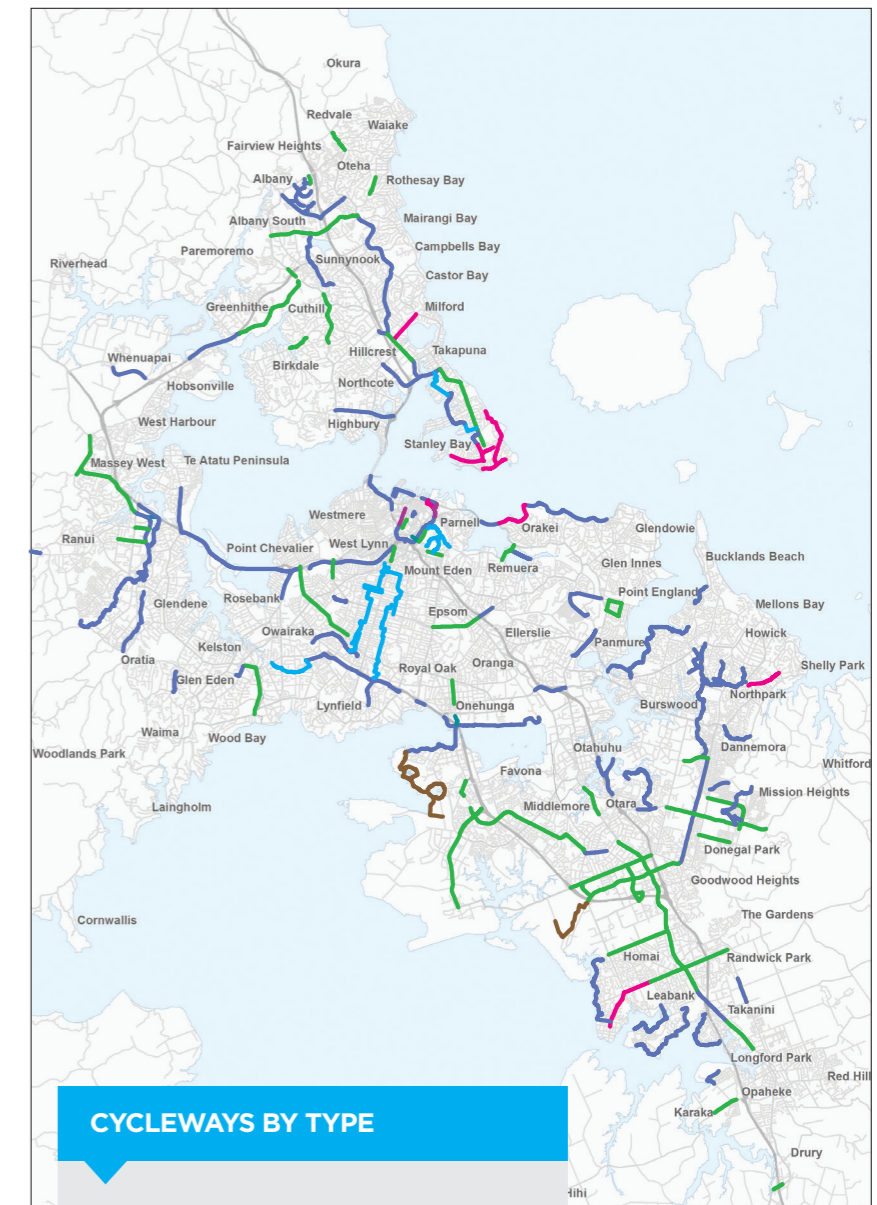 Okura
Redvale
Waiake
Fairview Heights
Oteha
Albany
Rothesay Bay
Albany South
Mairangi Bay
Paremoremo
Sunnynook
Campbells Bay
Riverhead
Castor Bay
Greenhithe
Cuthill
Milford
Whenuapai
Hillcrest
Takapuna
Birkdale
Hobsonville
Northcote
West Harbour
Highbury
Stanley Bay
Massey West
Te Atatu Peninsula
Westmere
Parnell
Orakei
Glendowie
Ranui
Point Chevalier
West Lynn
Bucklands Beach
Mount Eden
Remuera
Glen Innes
Point England
Glendene
Rosebank
Epsom
Mellons Bay
Owairaka
Ellerslie
Howick
Kelston
Panmure
Oratia
Royal Oak
Oranga
Shelly Park
Glen Eden
Northpark
Lynfield
Onehunga
Burswood
Waima
Wood Bay
Otahuhu
Dannemora
Woodlands Park
Whitford
Favona
Mission Heights
Laingholm
Middlemore
Otara
Donegal Park
Goodwood Heights
Cornwallis
The Gardens
Homai
Randwick Park
Leabank
Takanini
Longford Park
Red Hill
Opaheke
Karaka
CYCLEWAYS BY TYPE
Drury
Hihi